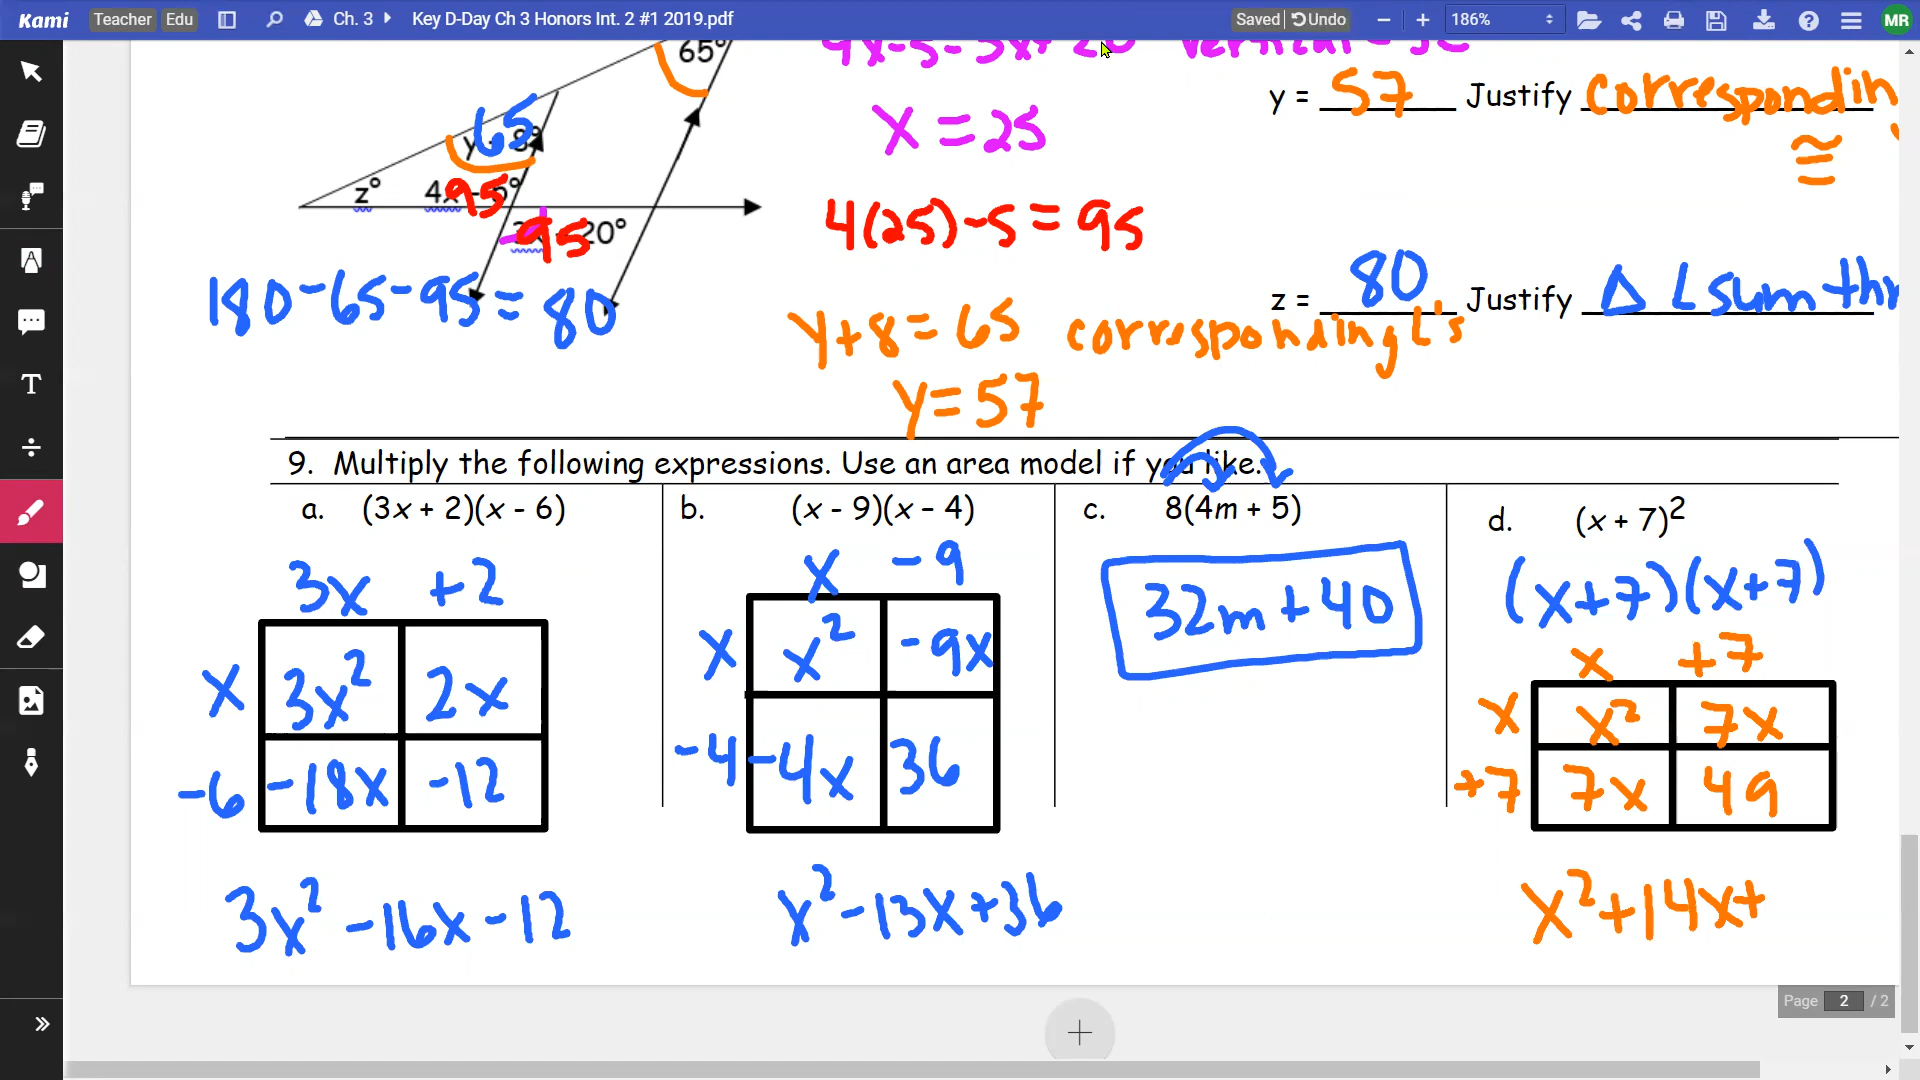 Kami Teacher Edu Ch. 3 Key D-Day Ch 3 Honors Int. 2 #1 2019.pdf Saved Undo 186% MR
65°
y = 57 Justify correspondin
≅
x = 25
65
z° 95
95 20°
4(25)-5 = 95
180-65-95 = 80
z = 80 Justify Δ ∠sum thr
y+8 = 65 corresponding ∠'s
y = 57
9. Multiply the following expressions. Use an area model if you like.
a. (3x + 2)(x - 6)
3x +2
x 3x² 2x
-6 -18x -12
3x² -16x -12
b. (x - 9)(x – 4)
x -9
x x² -9x
-4 -4x 36
x² -13x +36
c. 8(4m + 5)
32m + 40
d. (x + 7)²
(x+7)(x+7)
x +7
x x² 7x
+7 7x 49
x² +14x+
Page 2 / 2